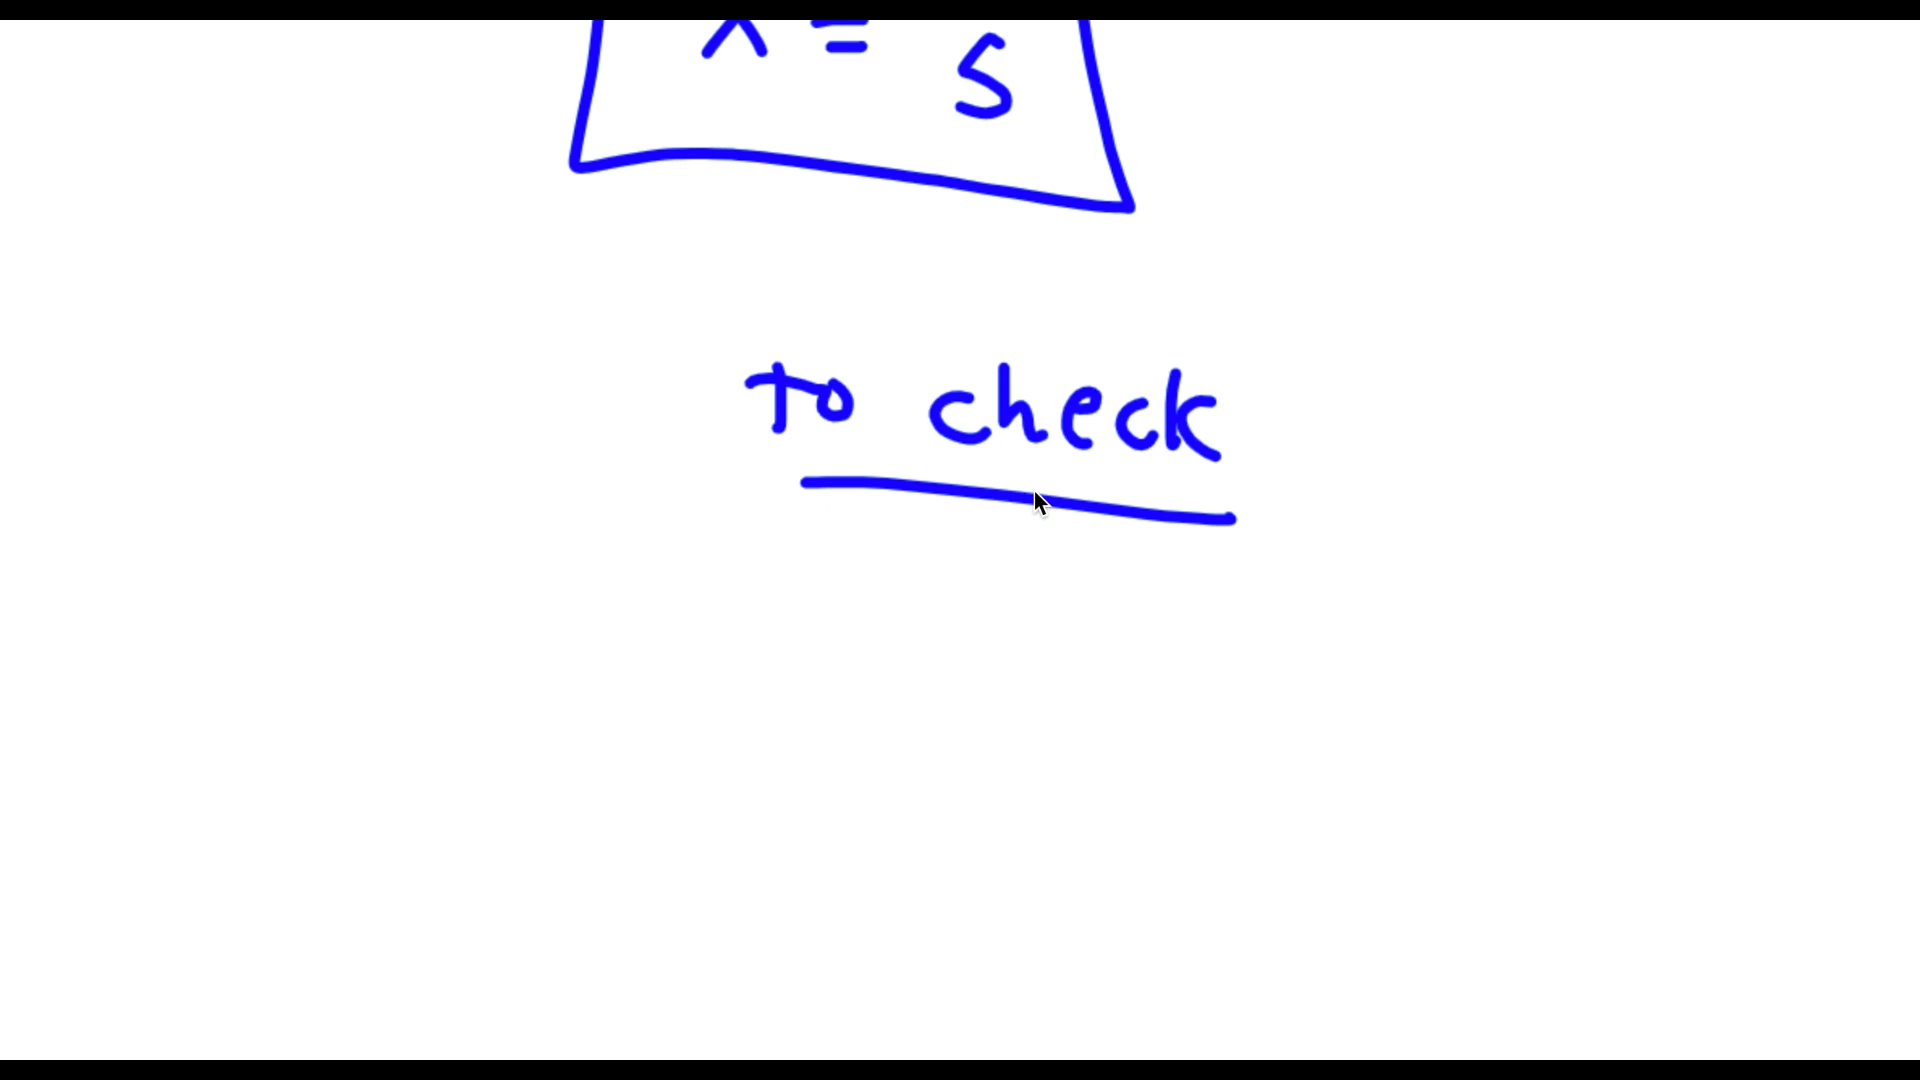 x = 5
to check